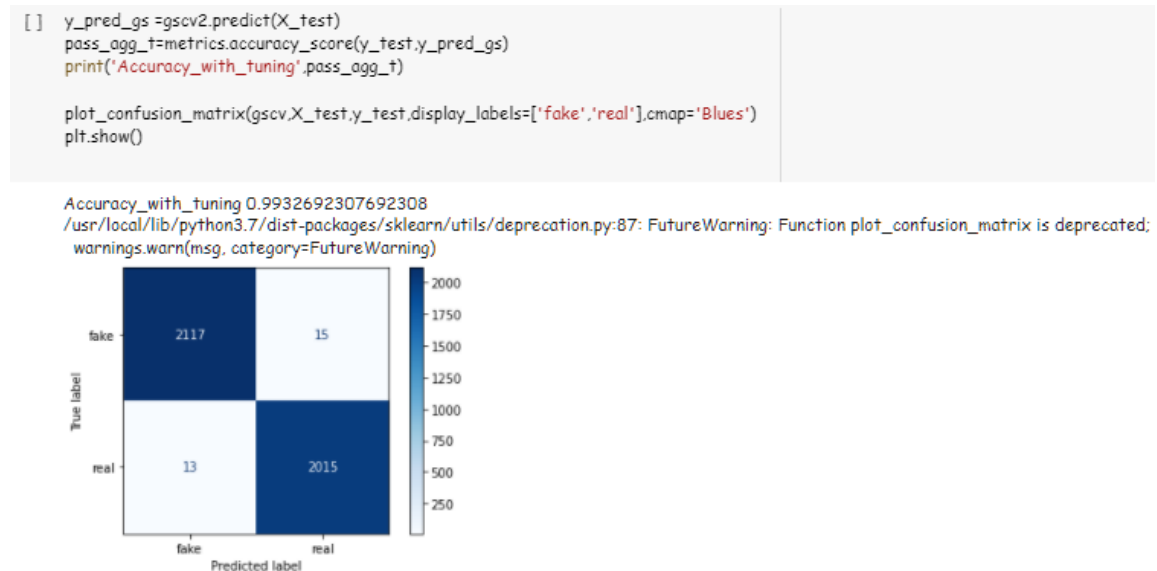 [ ] y_pred_gs =gscv2.predict(X_test)
pass_agg_t=metrics.accuracy_score(y_test,y_pred_gs)
print('Accuracy_with_tuning',pass_agg_t)
plot_confusion_matrix(gscv,X_test,y_test,display_labels=['fake','real'],cmap='Blues')
plt.show()
Accuracy_with_tuning 0.9932692307692308
/usr/local/lib/python3.7/dist-packages/sklearn/utils/deprecation.py:87: FutureWarning: Function plot_confusion_matrix is deprecated;
warnings.warn(msg, category=FutureWarning)
2000
fake 2117 15
1750
1500
1250
True label
1000
750
real 13 2015
500
250
fake real
Predicted label